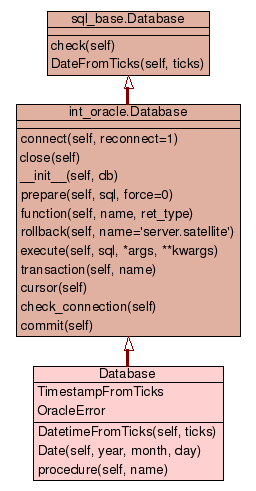 sql_base.Database
check(self)
DateFromTicks(self, ticks)
int_oracle.Database
connect(self, reconnect=1)
close(self)
__init__(self, db)
prepare(self, sql, force=0)
function(self, name, ret_type)
rollback(self, name='server.satellite')
execute(self, sql, *args, **kwargs)
transaction(self, name)
cursor(self)
check_connection(self)
commit(self)
Database
TimestampFromTicks
OracleError
DatetimeFromTicks(self, ticks)
Date(self, year, month, day)
procedure(self, name)